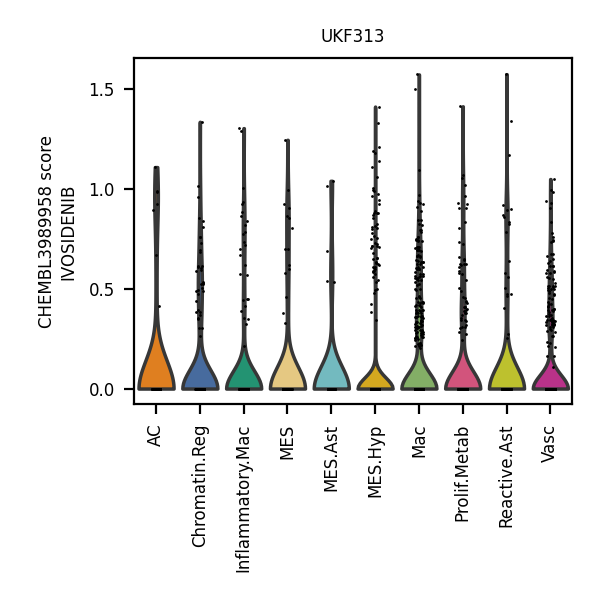 UKF313
CHEMBL3989958 score
IVOSIDENIB
1.5
1.0
0.5
0.0
AC
Chromatin.Reg
Inflammatory.Mac
MES
MES.Ast
MES.Hyp
Mac
Prolif.Metab
Reactive.Ast
Vasc